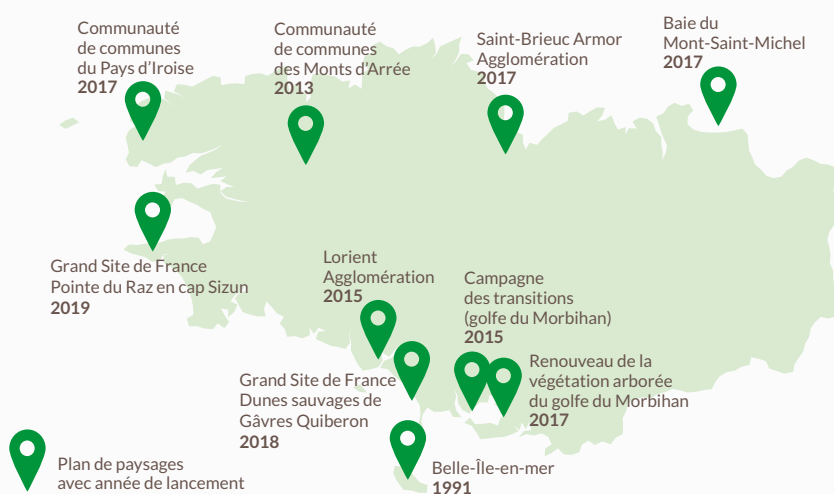 Communauté
de communes
du Pays d’Iroise
2017
Communauté
de communes
des Monts d’Arrée
2013
Saint-Brieuc Armor
Agglomération
2017
Baie du
Mont-Saint-Michel
2017
Grand Site de France
Pointe du Raz en cap Sizun
2019
Lorient
Agglomération
2015
Campagne
des transitions
(golfe du Morbihan)
2015
Renouveau de la
végétation arborée
du golfe du Morbihan
2017
Grand Site de France
Dunes sauvages de
Gâvres Quiberon
2018
Belle-Île-en-mer
1991
Plan de paysages
avec année de lancement